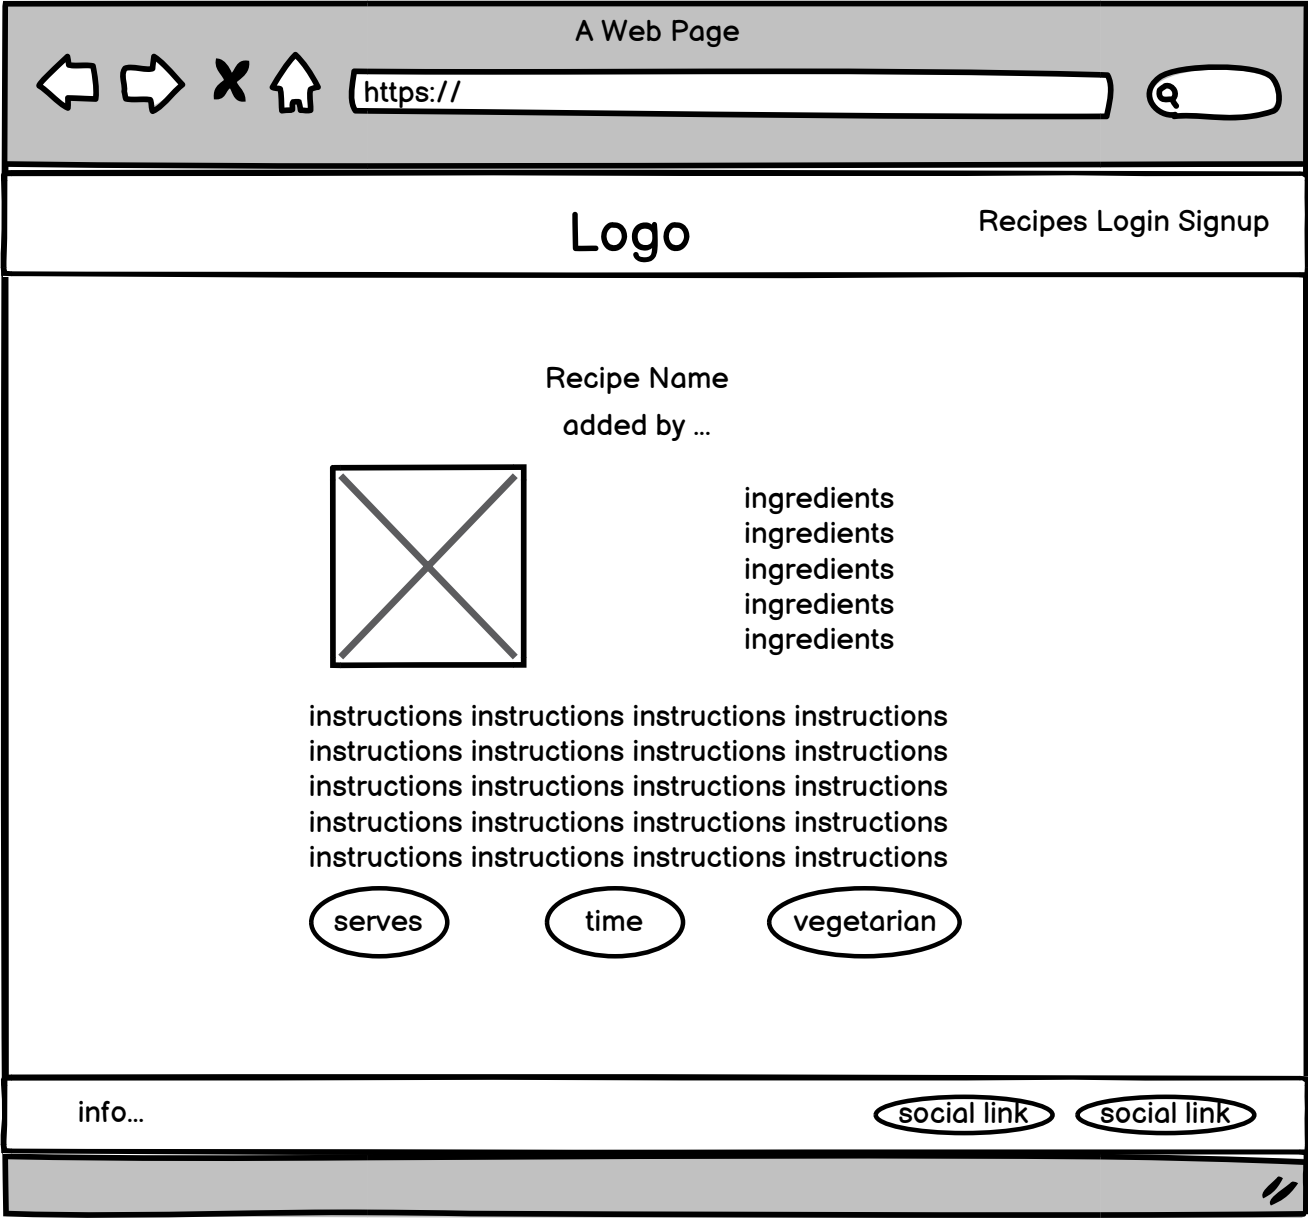 A Web Page
https://
Logo
Recipes Login Signup
Recipe Name
added by ...
ingredients
ingredients
ingredients
ingredients
ingredients
instructions instructions instructions instructions
instructions instructions instructions instructions
instructions instructions instructions instructions
instructions instructions instructions instructions
instructions instructions instructions instructions
serves time vegetarian
info... social link social link